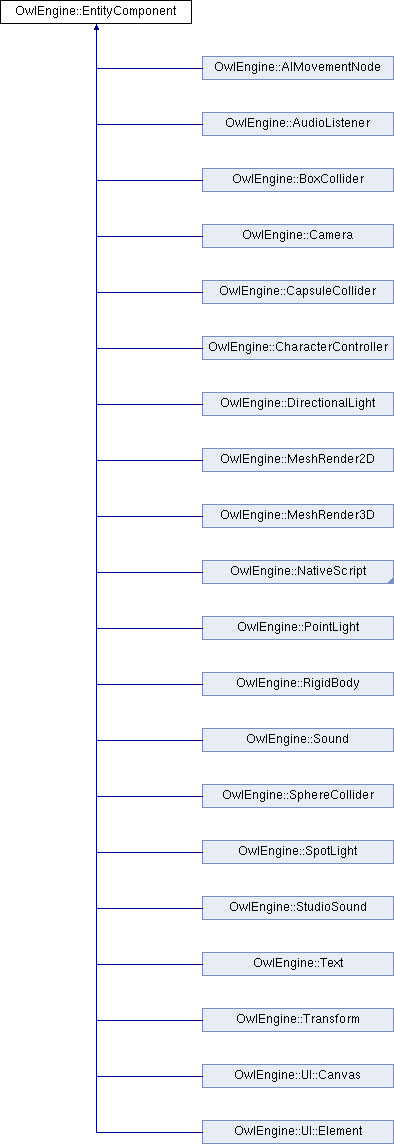 OwlEngine::EntityComponent
OwlEngine::AIMovementNode
OwlEngine::AudioListener
OwlEngine::BoxCollider
OwlEngine::Camera
OwlEngine::CapsuleCollider
OwlEngine::CharacterController
OwlEngine::DirectionalLight
OwlEngine::MeshRender2D
OwlEngine::MeshRender3D
OwlEngine::NativeScript
OwlEngine::PointLight
OwlEngine::RigidBody
OwlEngine::Sound
OwlEngine::SphereCollider
OwlEngine::SpotLight
OwlEngine::StudioSound
OwlEngine::Text
OwlEngine::Transform
OwlEngine::UI::Canvas
OwlEngine::UI::Element